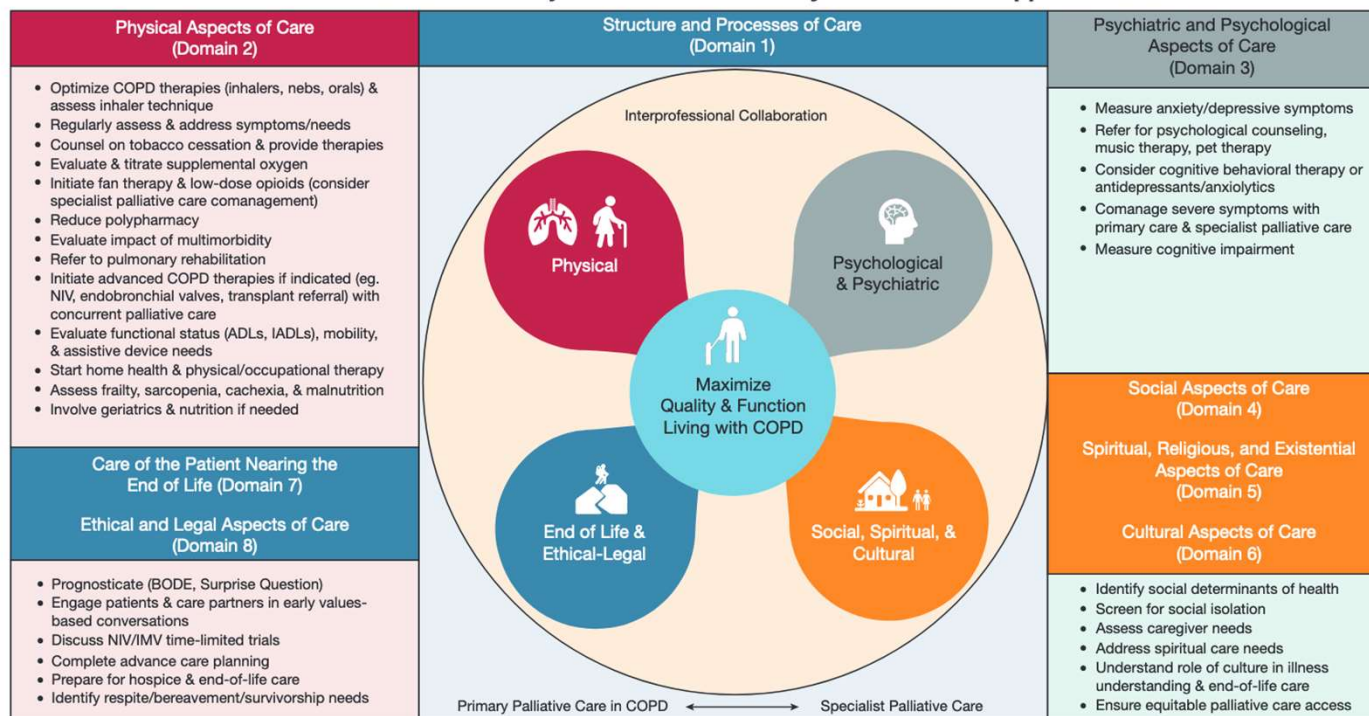 Physical Aspects of Care
(Domain 2)
• Optimize COPD therapies (inhalers, nebs, orals) &
assess inhaler technique
• Regularly assess & address symptoms/needs
• Counsel on tobacco cessation & provide therapies
• Evaluate & titrate supplemental oxygen
• Initiate fan therapy & low-dose opioids (consider
specialist palliative care comanagement)
• Reduce polypharmacy
• Evaluate impact of multimorbidity
• Refer to pulmonary rehabilitation
• Initiate advanced COPD therapies if indicated (eg.
NIV, endobronchial valves, transplant referral) with
concurrent palliative care
• Evaluate functional status (ADLs, IADLs), mobility,
& assistive device needs
• Start home health & physical/occupational therapy
• Assess frailty, sarcopenia, cachexia, & malnutrition
• Involve geriatrics & nutrition if needed
Care of the Patient Nearing the
End of Life (Domain 7)
Ethical and Legal Aspects of Care
(Domain 8)
• Prognosticate (BODE, Surprise Question)
• Engage patients & care partners in early values-
based conversations
• Discuss NIV/IMV time-limited trials
• Complete advance care planning
• Prepare for hospice & end-of-life care
• Identify respite/bereavement/survivorship needs
Structure and Processes of Care
(Domain 1)
Interprofessional Collaboration
Physical
Psychological
& Psychiatric
Maximize
Quality & Function
Living with COPD
End of Life &
Ethical-Legal
Social, Spiritual, &
Cultural
Primary Palliative Care in COPD
Specialist Palliative Care
Psychiatric and Psychological
Aspects of Care
(Domain 3)
• Measure anxiety/depressive symptoms
• Refer for psychological counseling,
music therapy, pet therapy
• Consider cognitive behavioral therapy or
antidepressants/anxiolytics
• Comanage severe symptoms with
primary care & specialist palliative care
• Measure cognitive impairment
Social Aspects of Care
(Domain 4)
Spiritual, Religious, and Existential
Aspects of Care
(Domain 5)
Cultural Aspects of Care
(Domain 6)
• Identify social determinants of health
• Screen for social isolation
• Assess caregiver needs
• Address spiritual care needs
• Understand role of culture in illness
understanding & end-of-life care
• Ensure equitable palliative care access